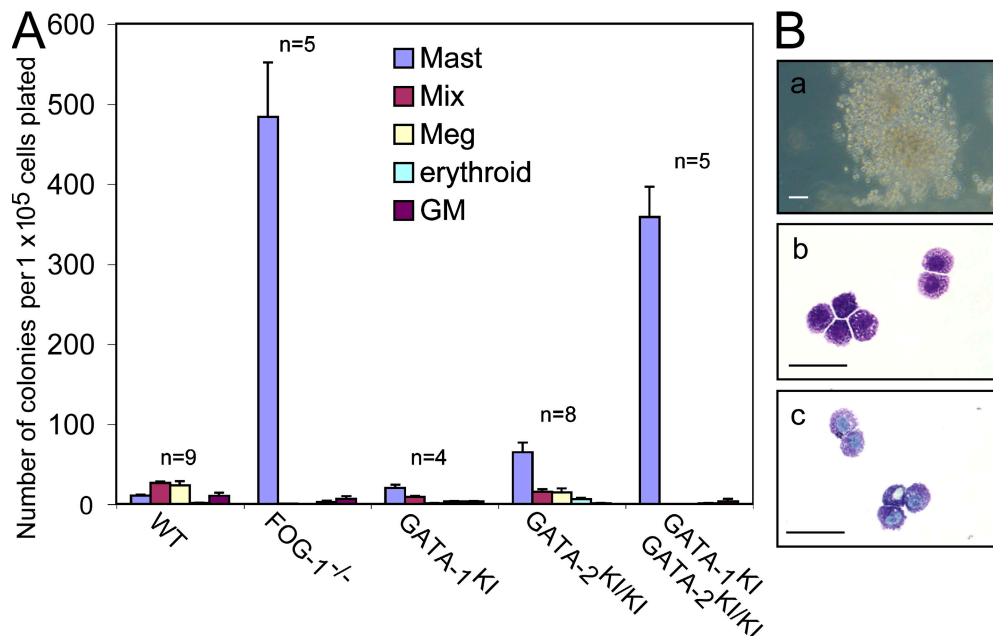 A
B
Number of colonies per 1 x 10⁵ cells plated
600
500
400
300
200
100
0
n=9
n=5
n=4
n=8
n=5
Mast
Mix
Meg
erythroid
GM
WT
FOG-1-/-
GATA-1KI
GATA-2KI/KI
GATA-1KI
GATA-2KI/KI
a
b
c